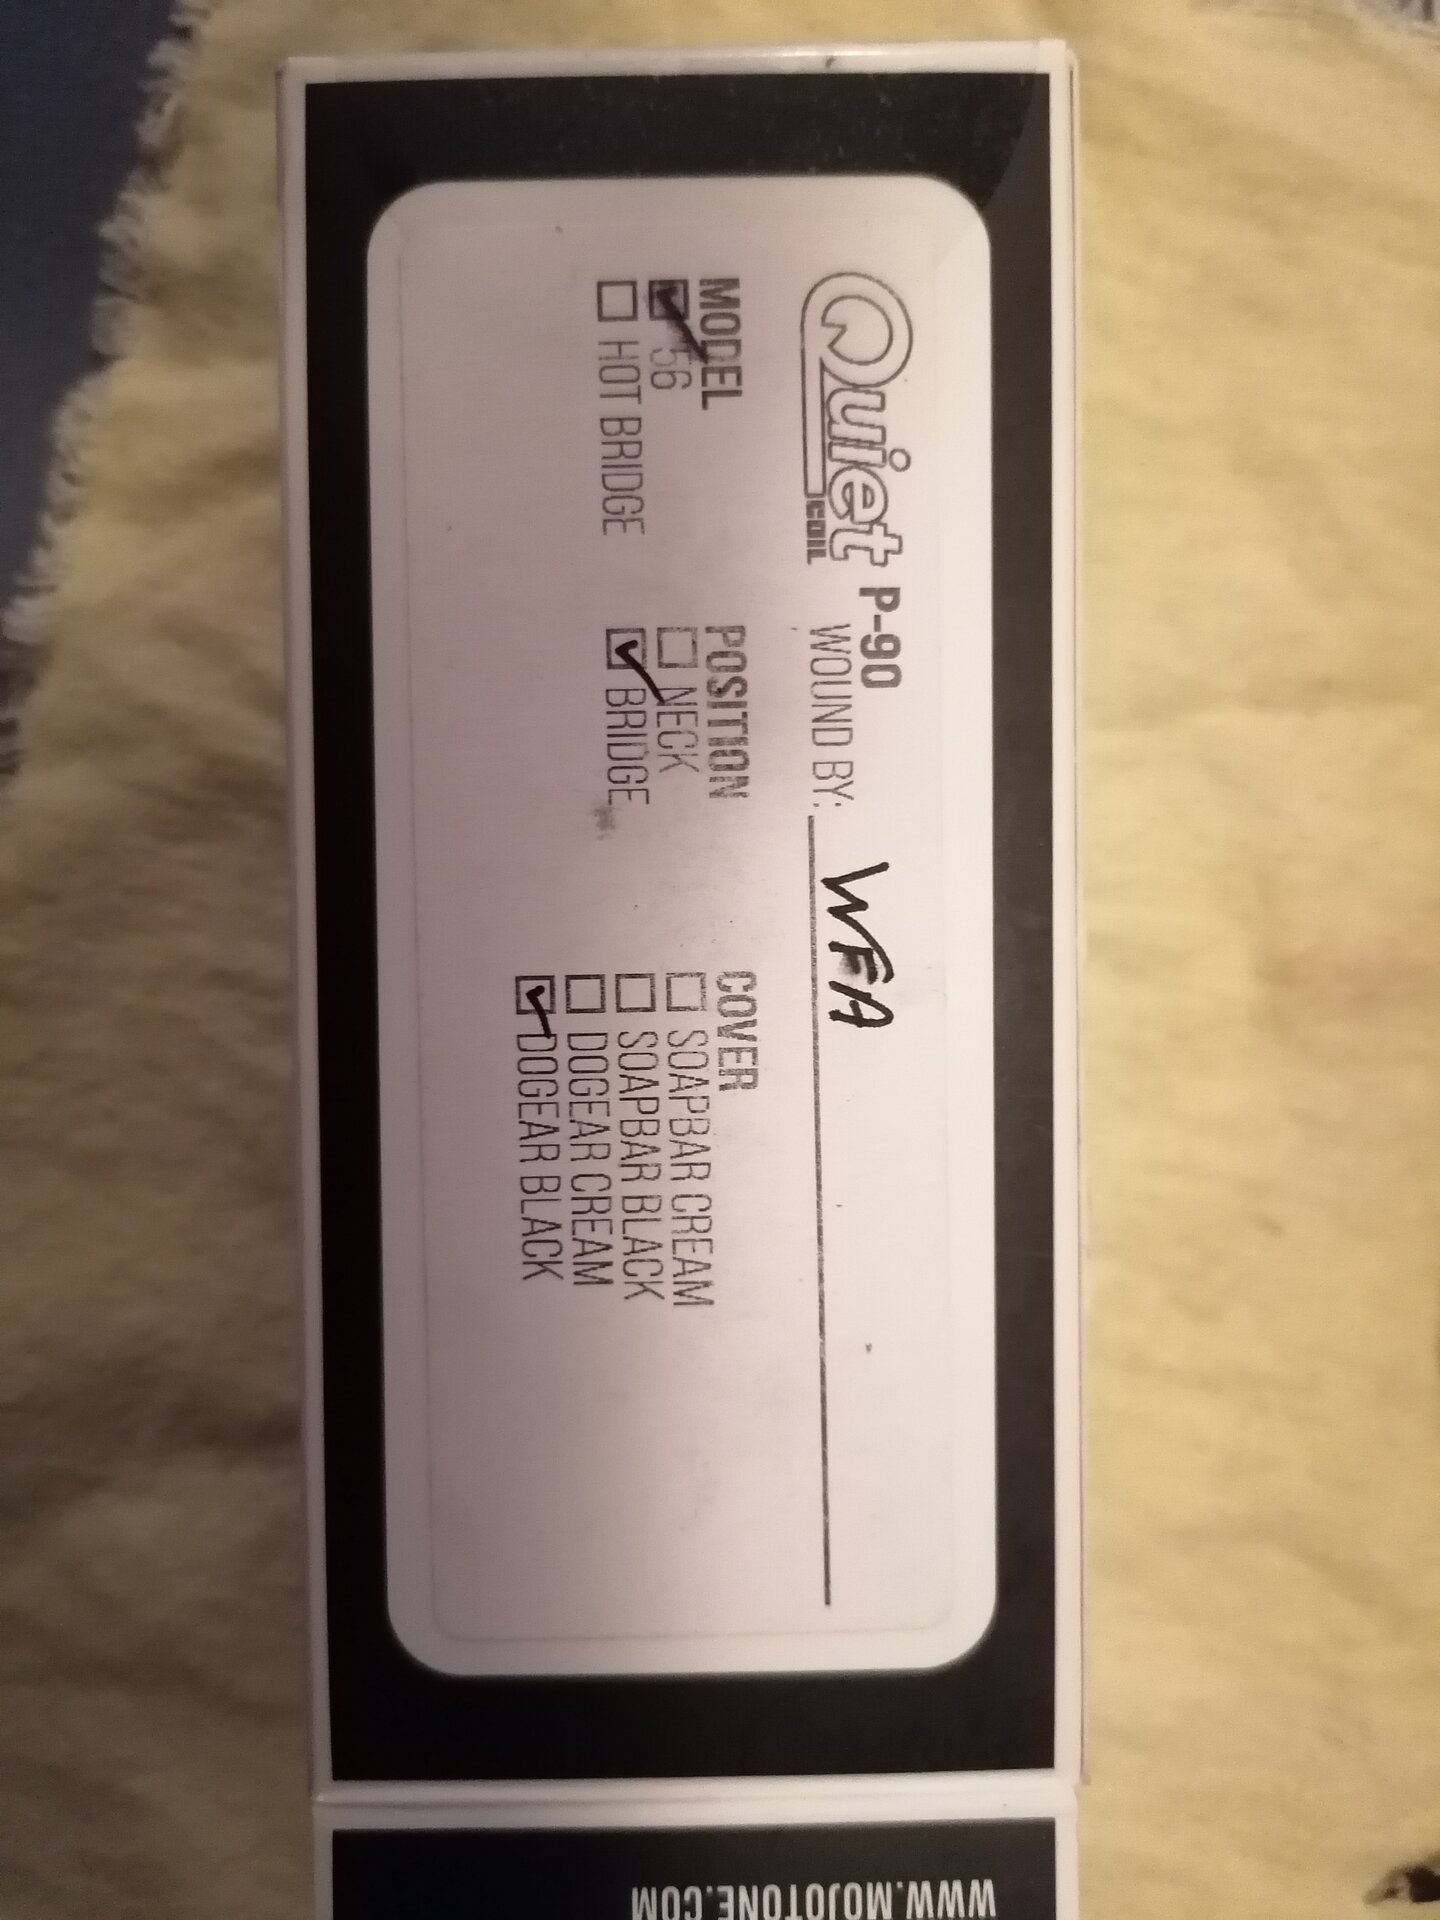 Quiet COIL P-90
WOUND BY: WFA
MODEL
'56
HOT BRIDGE
POSITION
NECK
BRIDGE
COVER
SOAPBAR CREAM
SOAPBAR BLACK
DOGEAR CREAM
DOGEAR BLACK
WWW.MOJOTONE.COM